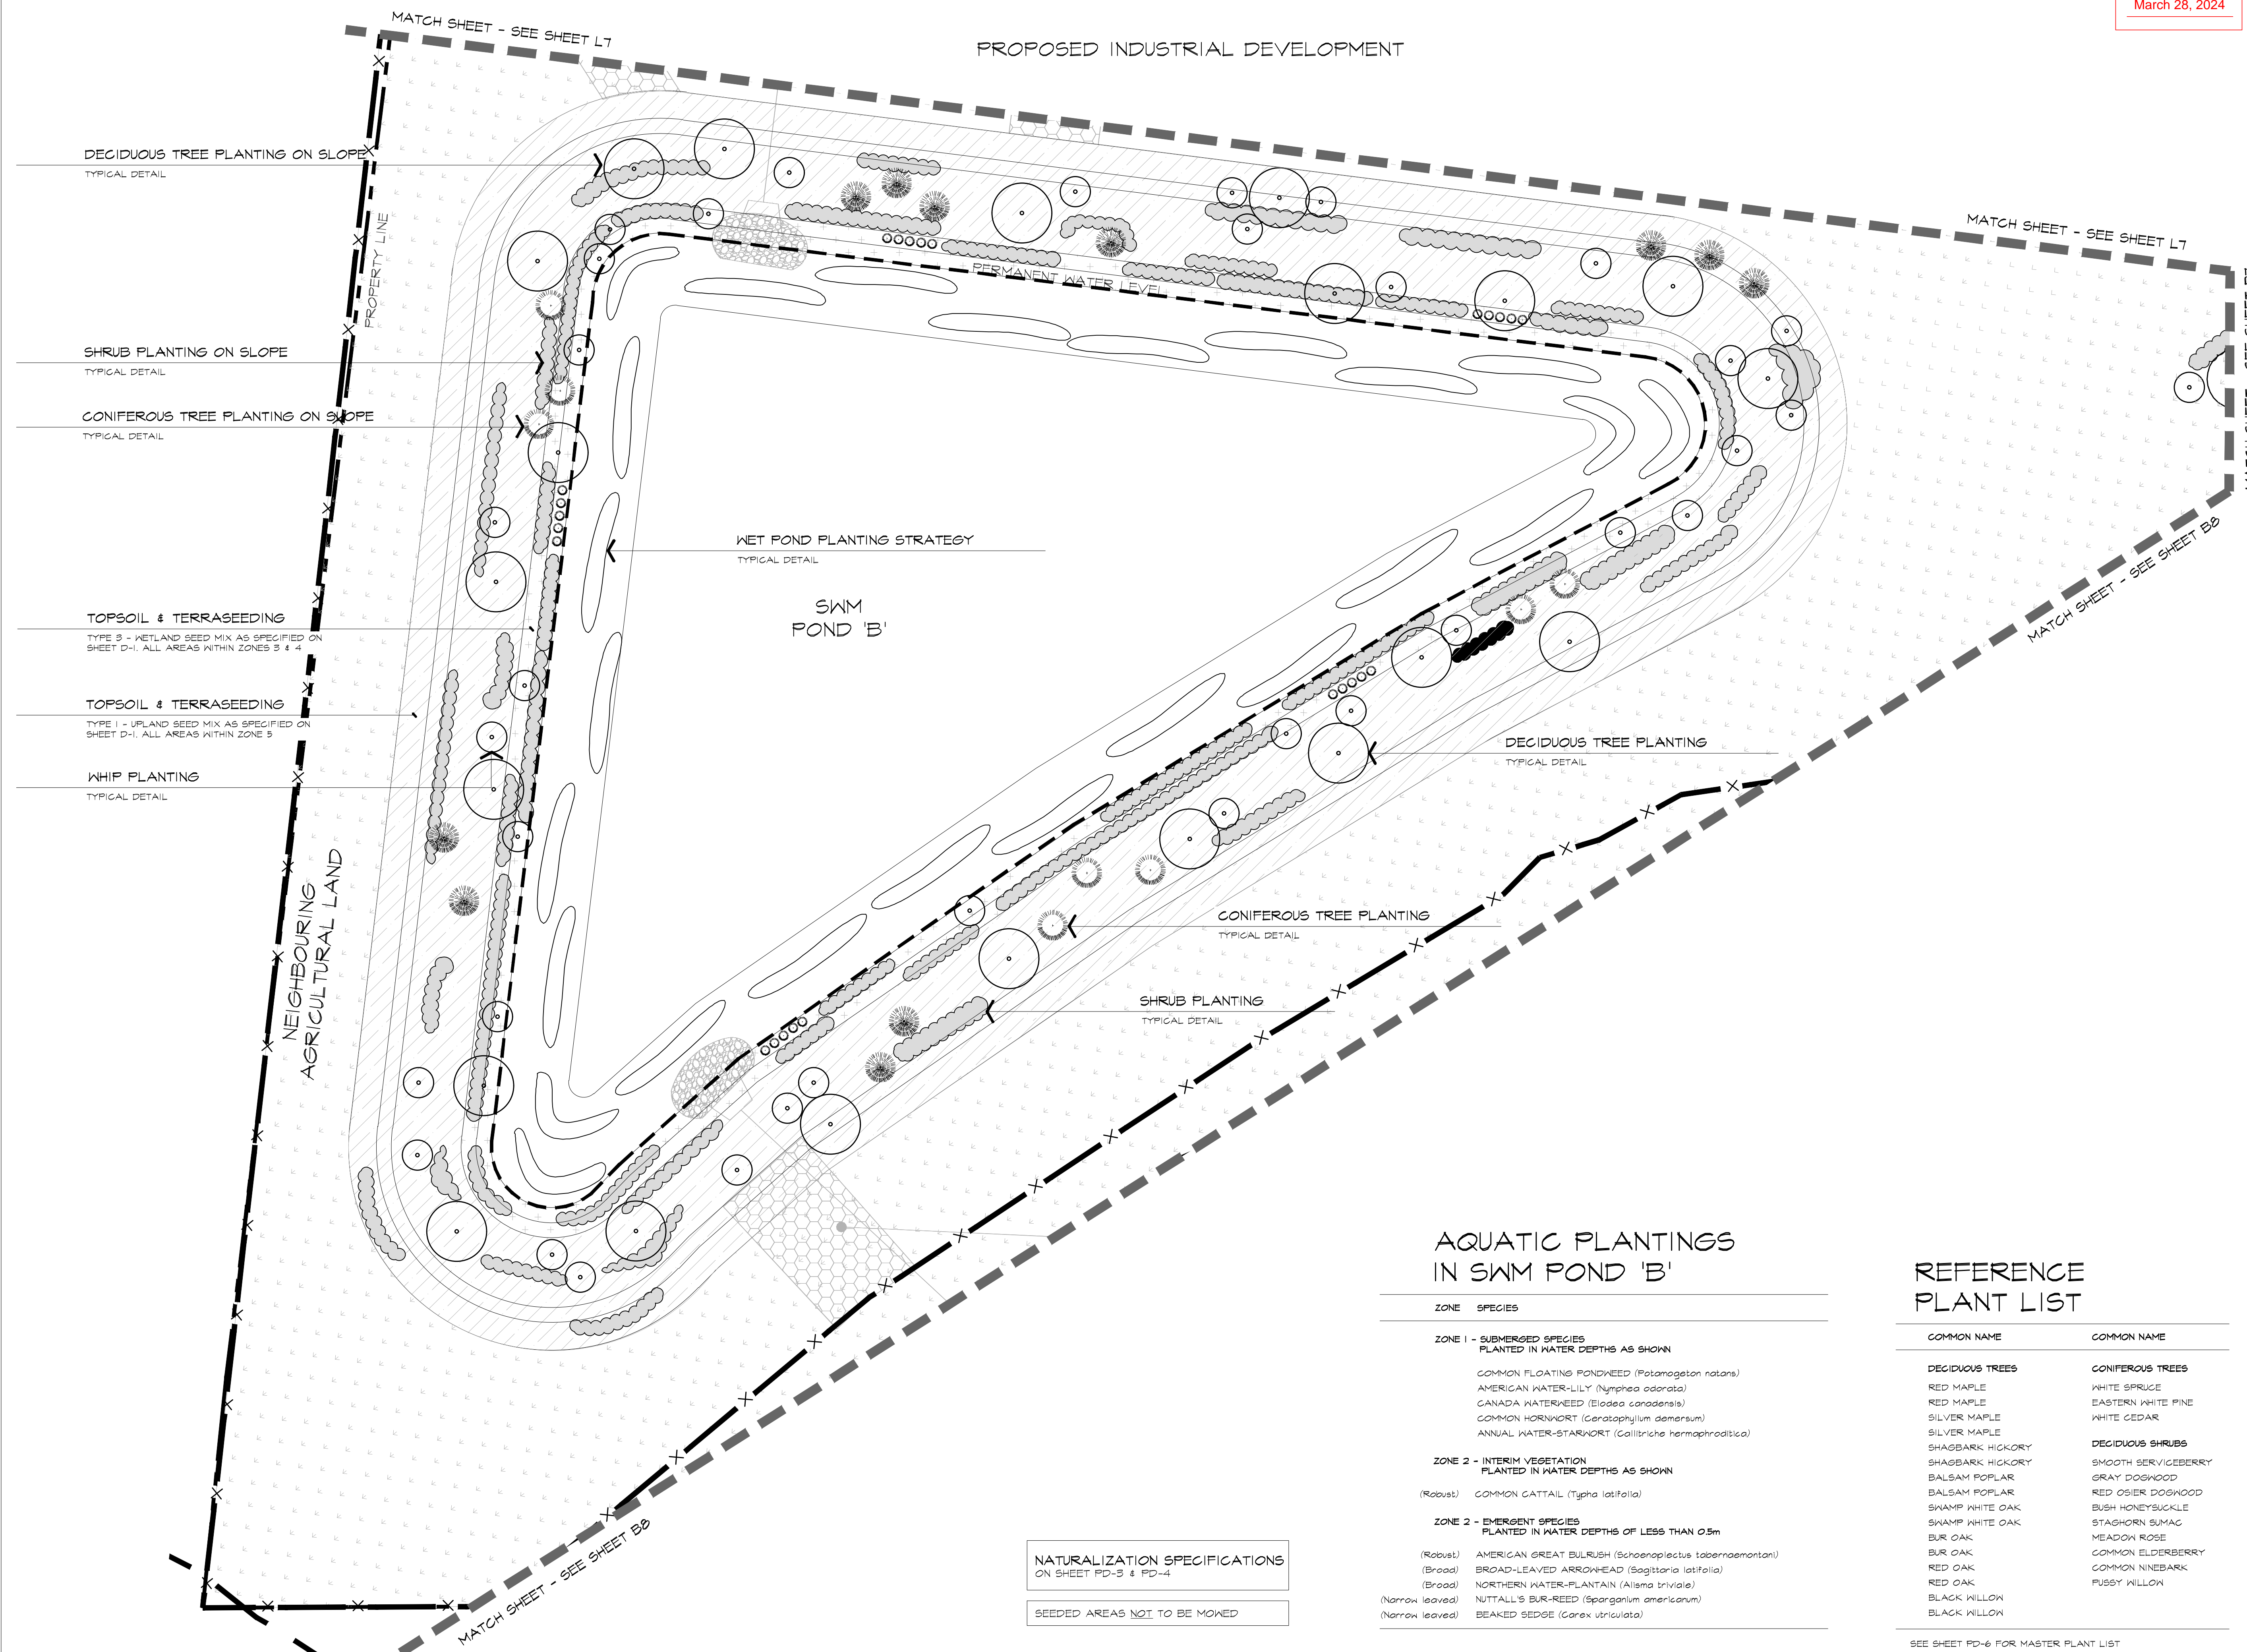 March 28, 2024
MATCH SHEET - SEE SHEET L7
PROPOSED INDUSTRIAL DEVELOPMENT
DECIDUOUS TREE PLANTING ON SLOPE
TYPICAL DETAIL
PROPERTY LINE
MATCH SHEET - SEE SHEET L7
PERMANENT WATER LEVEL
SHRUB PLANTING ON SLOPE
TYPICAL DETAIL
CONIFEROUS TREE PLANTING ON SLOPE
TYPICAL DETAIL
WET POND PLANTING STRATEGY
TYPICAL DETAIL
SWM
POND 'B'
MATCH SHEET - SEE SHEET B8
TOPSOIL & TERRASEEDING
TYPE 3 - WETLAND SEED MIX AS SPECIFIED ON
SHEET D-1. ALL AREAS WITHIN ZONES 3 & 4
TOPSOIL & TERRASEEDING
TYPE 1 - UPLAND SEED MIX AS SPECIFIED ON
SHEET D-1. ALL AREAS WITHIN ZONE 5
WHIP PLANTING
TYPICAL DETAIL
DECIDUOUS TREE PLANTING
TYPICAL DETAIL
NEIGHBOURING
AGRICULTURAL LAND
CONIFEROUS TREE PLANTING
TYPICAL DETAIL
SHRUB PLANTING
TYPICAL DETAIL
MATCH SHEET - SEE SHEET B8
NATURALIZATION SPECIFICATIONS
ON SHEET PD-3 & PD-4
SEEDED AREAS NOT TO BE MOWED
AQUATIC PLANTINGS
IN SWM POND 'B'
ZONE SPECIES
ZONE 1 - SUBMERGED SPECIES
PLANTED IN WATER DEPTHS AS SHOWN
COMMON FLOATING PONDWEED (Potamogeton natans)
AMERICAN WATER-LILY (Nymphea odorata)
CANADA WATERWEED (Elodea canadensis)
COMMON HORNWORT (Ceratophyllum demersum)
ANNUAL WATER-STARWORT (Callitriche hermaphroditica)
ZONE 2 - INTERIM VEGETATION
PLANTED IN WATER DEPTHS AS SHOWN
(Robust) COMMON CATTAIL (Typha latifolia)
ZONE 2 - EMERGENT SPECIES
PLANTED IN WATER DEPTHS OF LESS THAN 0.5m
(Robust) AMERICAN GREAT BULRUSH (Schoenoplectus tabernaemontani)
(Broad) BROAD-LEAVED ARROWHEAD (Sagittaria latifolia)
(Broad) NORTHERN WATER-PLANTAIN (Alisma triviale)
(Narrow leaved) NUTTALL'S BUR-REED (Sparganium americanum)
(Narrow leaved) BEAKED SEDGE (Carex utriculata)
REFERENCE
PLANT LIST
COMMON NAME
DECIDUOUS TREES
RED MAPLE
RED MAPLE
SILVER MAPLE
SILVER MAPLE
SHAGBARK HICKORY
SHAGBARK HICKORY
BALSAM POPLAR
BALSAM POPLAR
SWAMP WHITE OAK
SWAMP WHITE OAK
BUR OAK
BUR OAK
RED OAK
RED OAK
BLACK WILLOW
BLACK WILLOW
COMMON NAME
CONIFEROUS TREES
WHITE SPRUCE
EASTERN WHITE PINE
WHITE CEDAR
DECIDUOUS SHRUBS
SMOOTH SERVICEBERRY
GRAY DOGWOOD
RED OSIER DOGWOOD
BUSH HONEYSUCKLE
STAGHORN SUMAC
MEADOW ROSE
COMMON ELDERBERRY
COMMON NINEBARK
PUSSY WILLOW
SEE SHEET PD-6 FOR MASTER PLANT LIST